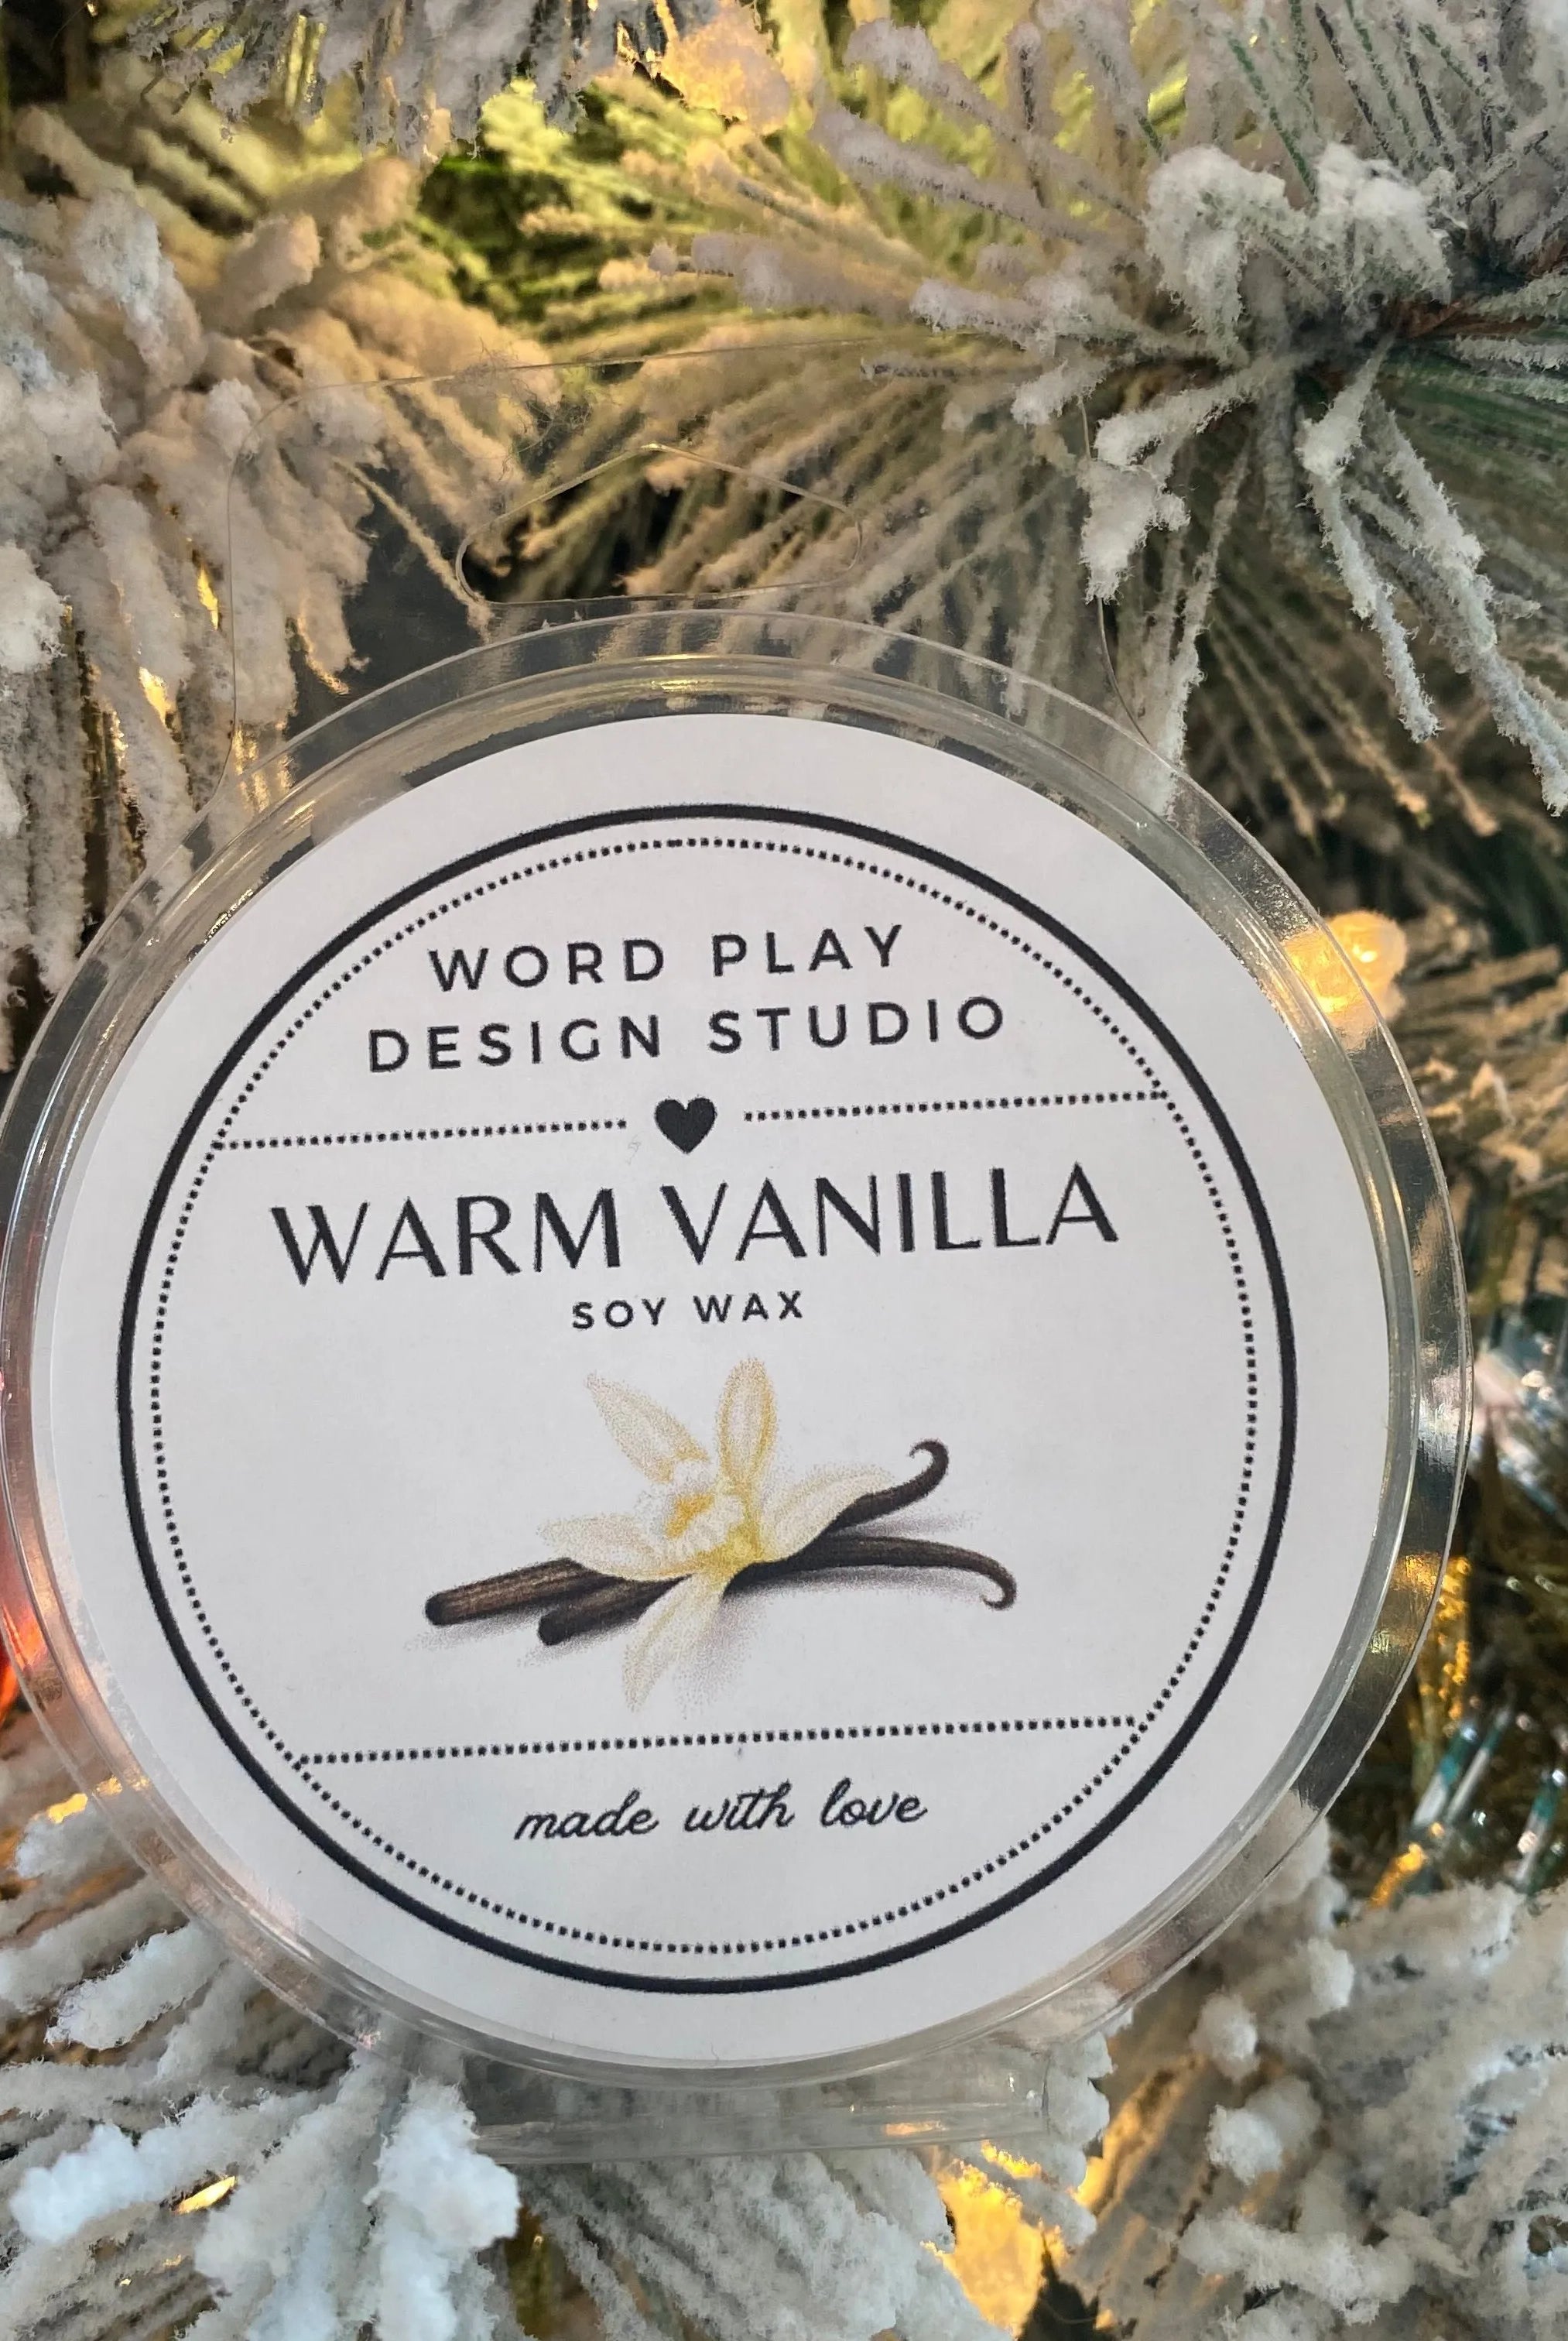 WORD PLAY
DESIGN STUDIO
WARM VANILLA
SOY WAX
made with love